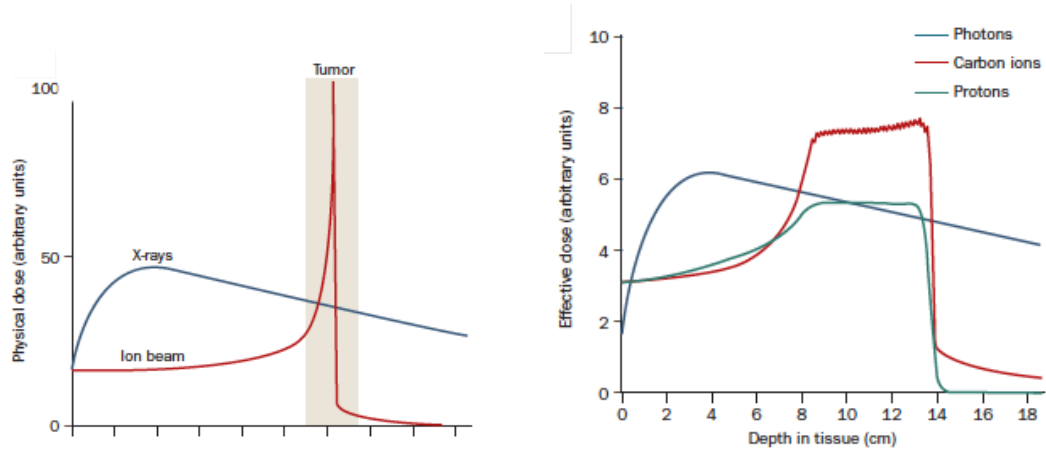 Tumor
100
50
0
Physical dose (arbitrary units)
X-rays
Ion beam
Photons
Carbon ions
Protons
10
8
6
4
2
0
Effective dose (arbitrary units)
0 2 4 6 8 10 12 14 16 18
Depth in tissue (cm)